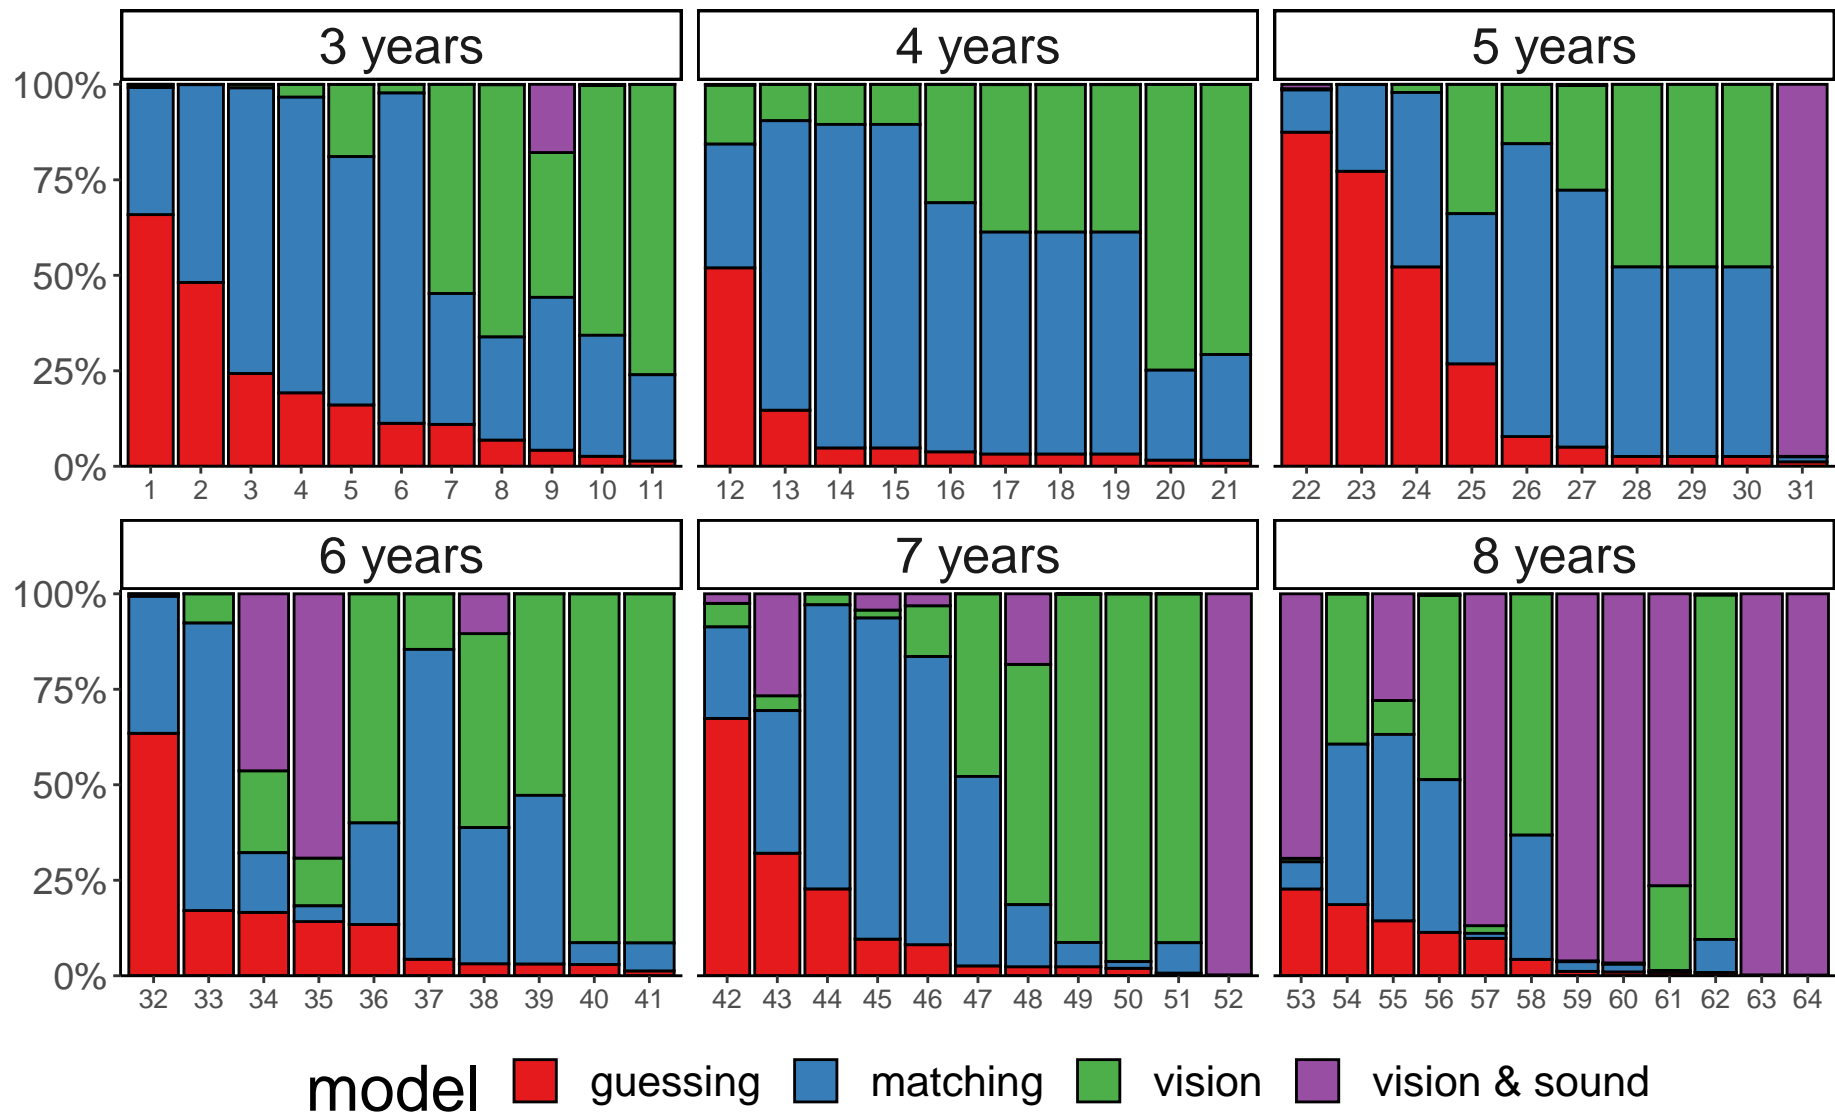 3 years 4 years 5 years
100%
75%
50%
25%
0%
1 2 3 4 5 6 7 8 9 10 11 12 13 14 15 16 17 18 19 20 21 22 23 24 25 26 27 28 29 30 31
6 years 7 years 8 years
100%
75%
50%
25%
0%
32 33 34 35 36 37 38 39 40 41 42 43 44 45 46 47 48 49 50 51 52 53 54 55 56 57 58 59 60 61 62 63 64
model guessing matching vision vision & sound